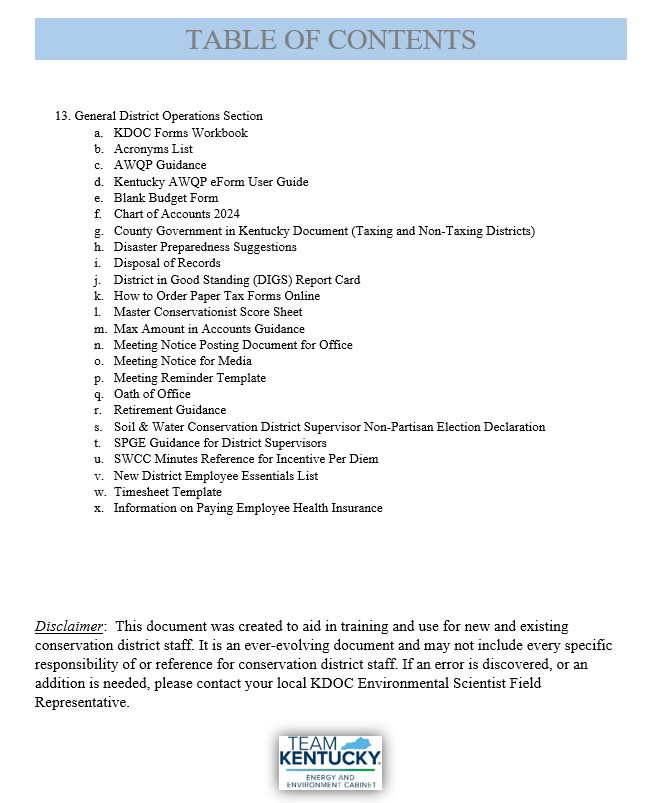 TABLE OF CONTENTS
13. General District Operations Section
a. KDOC Forms Workbook
b. Acronyms List
c. AWQP Guidance
d. Kentucky AWQP eForm User Guide
e. Blank Budget Form
f. Chart of Accounts 2024
g. County Government in Kentucky Document (Taxing and Non-Taxing Districts)
h. Disaster Preparedness Suggestions
i. Disposal of Records
j. District in Good Standing (DIGS) Report Card
k. How to Order Paper Tax Forms Online
l. Master Conservationist Score Sheet
m. Max Amount in Accounts Guidance
n. Meeting Notice Posting Document for Office
o. Meeting Notice for Media
p. Meeting Reminder Template
q. Oath of Office
r. Retirement Guidance
s. Soil & Water Conservation District Supervisor Non-Partisan Election Declaration
t. SPGE Guidance for District Supervisors
u. SWCC Minutes Reference for Incentive Per Diem
v. New District Employee Essentials List
w. Timesheet Template
x. Information on Paying Employee Health Insurance
Disclaimer: This document was created to aid in training and use for new and existing
conservation district staff. It is an ever-evolving document and may not include every specific
responsibility of or reference for conservation district staff. If an error is discovered, or an
addition is needed, please contact your local KDOC Environmental Scientist Field
Representative.
TEAM
KENTUCKY
ENERGY AND
ENVIRONMENT CABINET